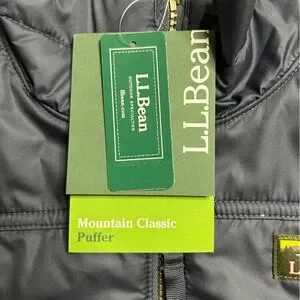 L.L.Bean
OUTDOOR SPECIALTIES
llbean.com
L.L.Bean
Mountain Classic
Puffer
L